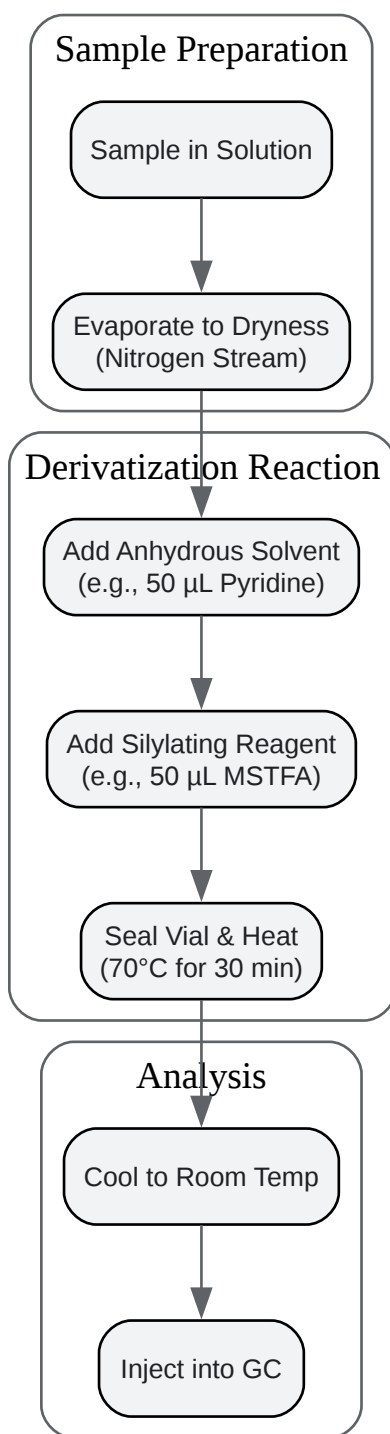 Sample Preparation
Sample in Solution
Evaporate to Dryness
(Nitrogen Stream)
Derivatization Reaction
Add Anhydrous Solvent
(e.g., 50 µL Pyridine)
Add Silylating Reagent
(e.g., 50 µL MSTFA)
Seal Vial & Heat
(70°C for 30 min)
Analysis
Cool to Room Temp
Inject into GC